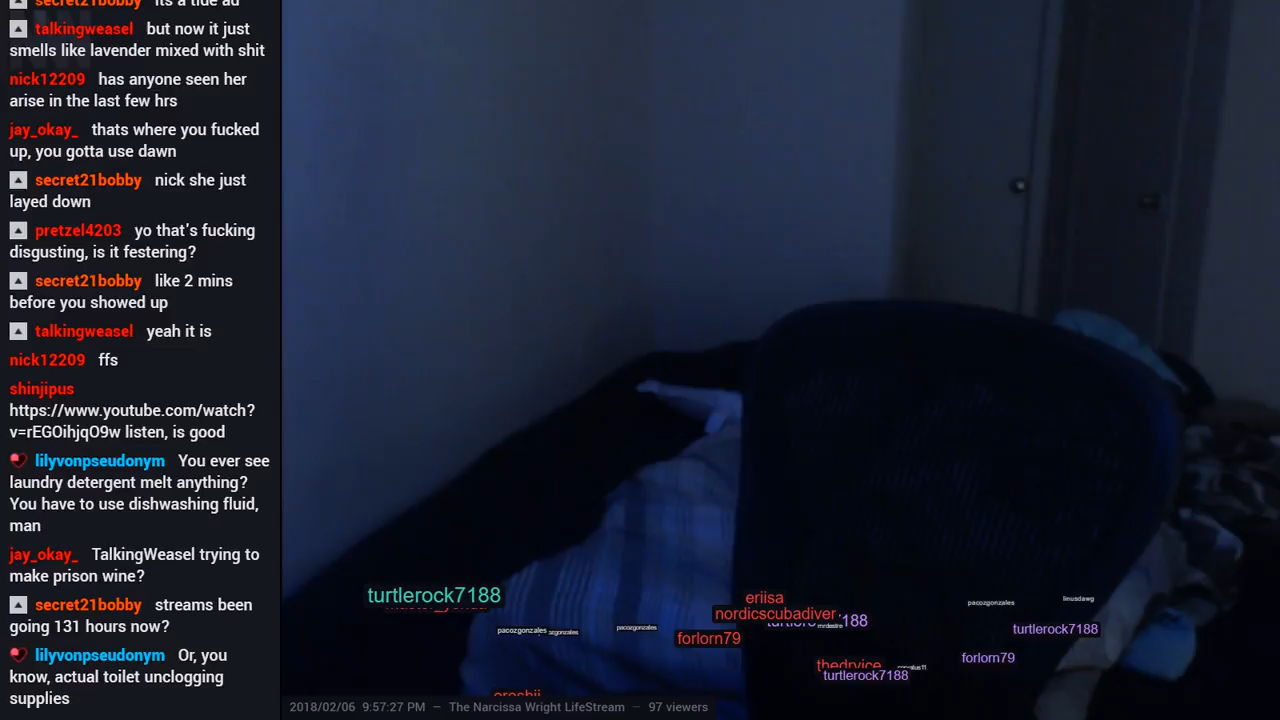 secret21bobby its a tide ad
talkingweasel but now it just
smells like lavender mixed with shit
nick12209 has anyone seen her
arise in the last few hrs
jay_okay_ thats where you fucked
up, you gotta use dawn
secret21bobby nick she just
layed down
pretzel4203 yo that's fucking
disgusting, is it festering?
secret21bobby like 2 mins
before you showed up
talkingweasel yeah it is
nick12209 ffs
shinjipus
https://www.youtube.com/watch?
v=rEGOihjqO9w listen, is good
lilyvonpseudonym You ever see
laundry detergent melt anything?
You have to use dishwashing fluid,
man
jay_okay_ TalkingWeasel trying to
make prison wine?
secret21bobby streams been
going 131 hours now?
lilyvonpseudonym Or, you
know, actual toilet unclogging
supplies
turtlerock7188
eriisa
nordicscubadiver
pacozgonzales
linusdawg
pacozgonzales
pacozgonzales
turtlerock7188
forlorn79
forlorn79
thedryice
turtlerock7188
2018/02/06 9:57:27 PM – The Narcissa Wright LifeStream – 97 viewers